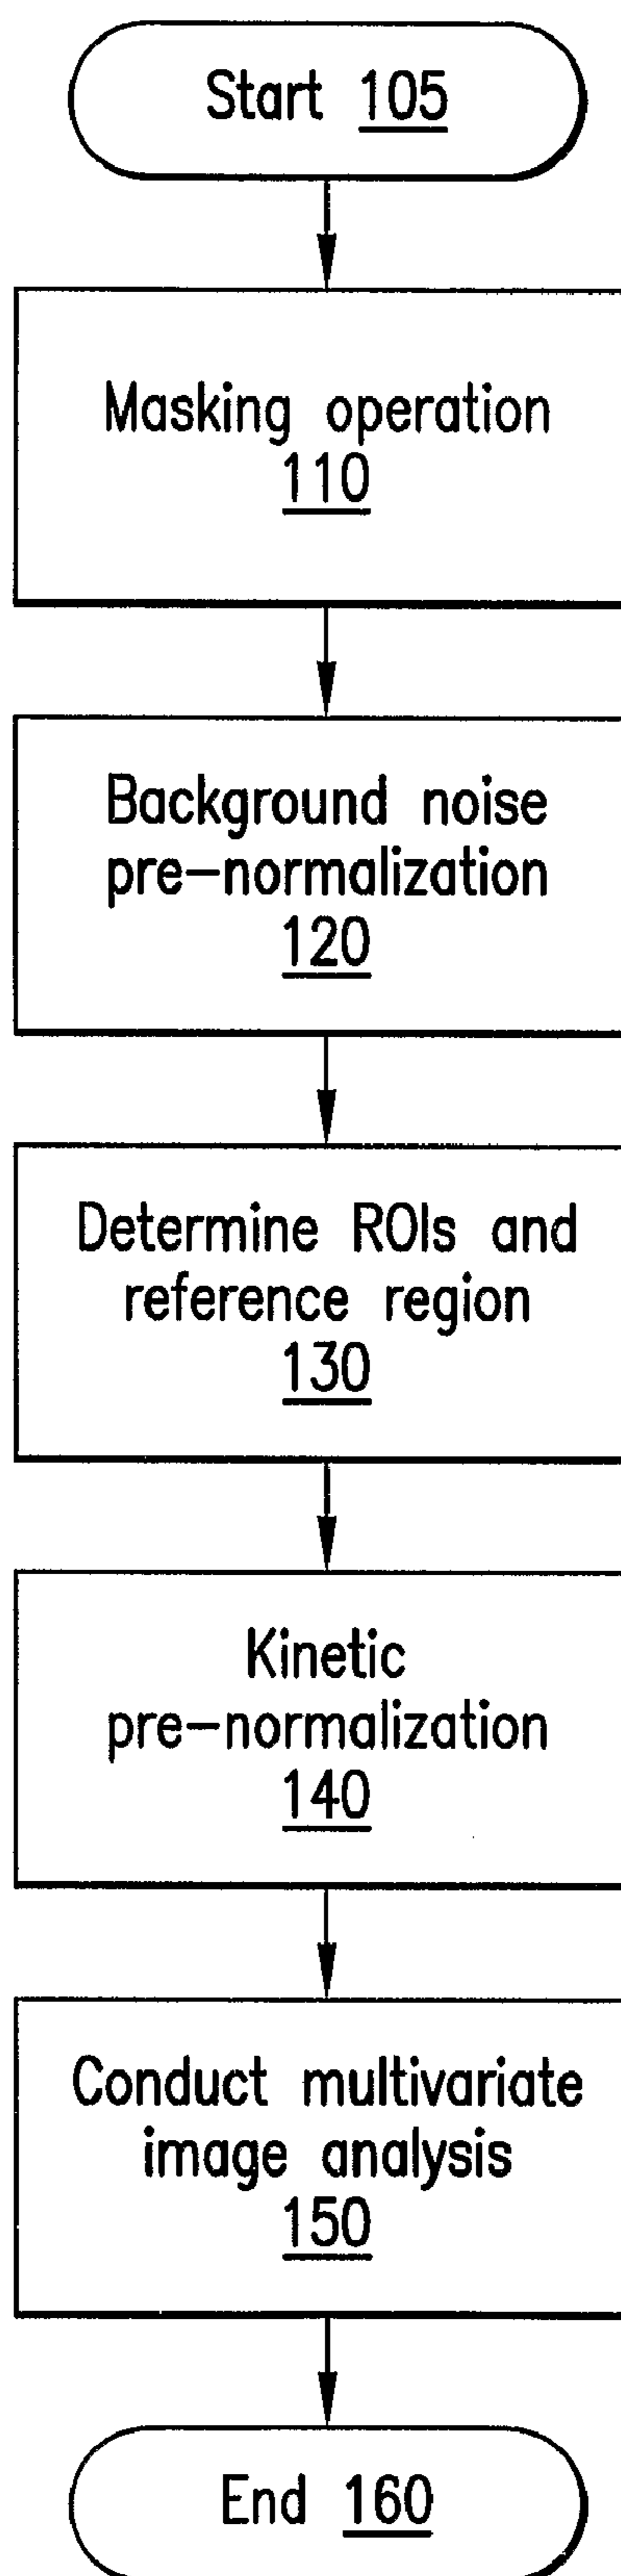 Start 105
Masking operation
110
Background noise
pre-normalization
120
Determine ROIs and
reference region
130
Kinetic
pre-normalization
140
Conduct multivariate
image analysis
150
End 160